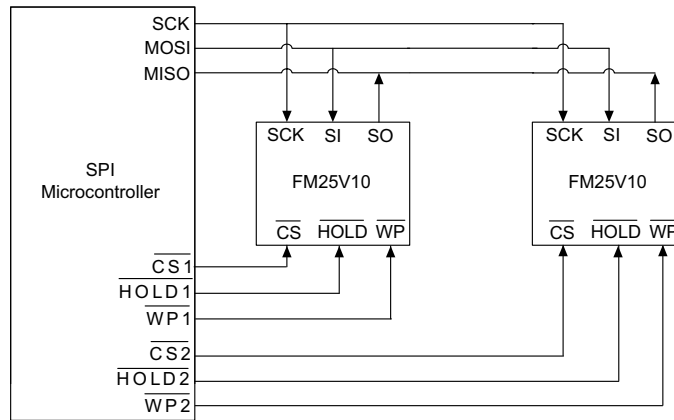 SCK
MOSI
MISO
SCK SI SO
SCK SI SO
FM25V10
FM25V10
SPI
Microcontroller
CS HOLD WP
CS HOLD WP
CS1
HOLD1
WP1
CS2
HOLD2
WP2